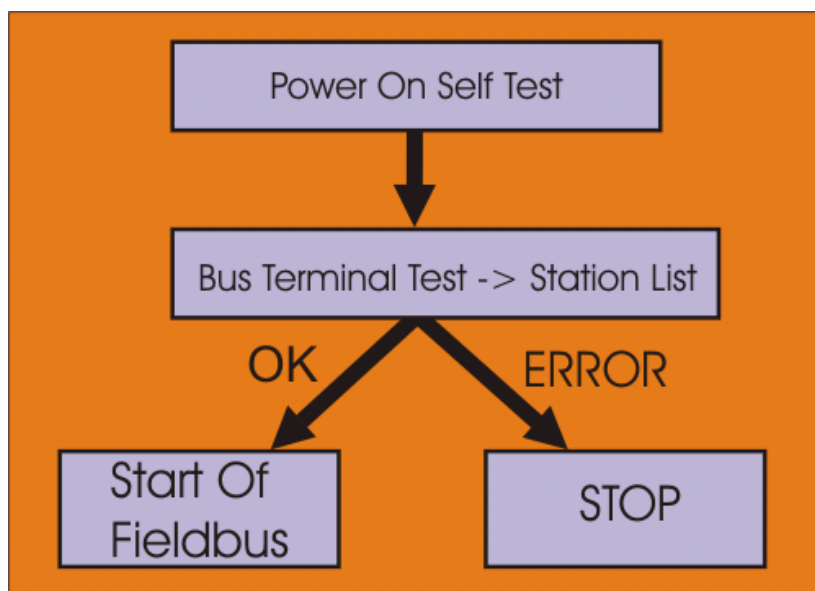 Power On Self Test
Bus Terminal Test -> Station List
OK
ERROR
Start Of
Fieldbus
STOP